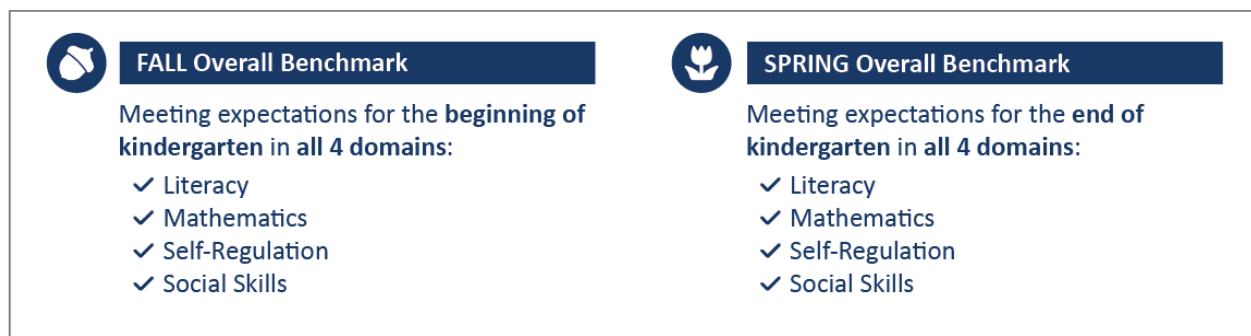 FALL Overall Benchmark
Meeting expectations for the beginning of
kindergarten in all 4 domains:
✓ Literacy
✓ Mathematics
✓ Self-Regulation
✓ Social Skills
SPRING Overall Benchmark
Meeting expectations for the end of
kindergarten in all 4 domains:
✓ Literacy
✓ Mathematics
✓ Self-Regulation
✓ Social Skills